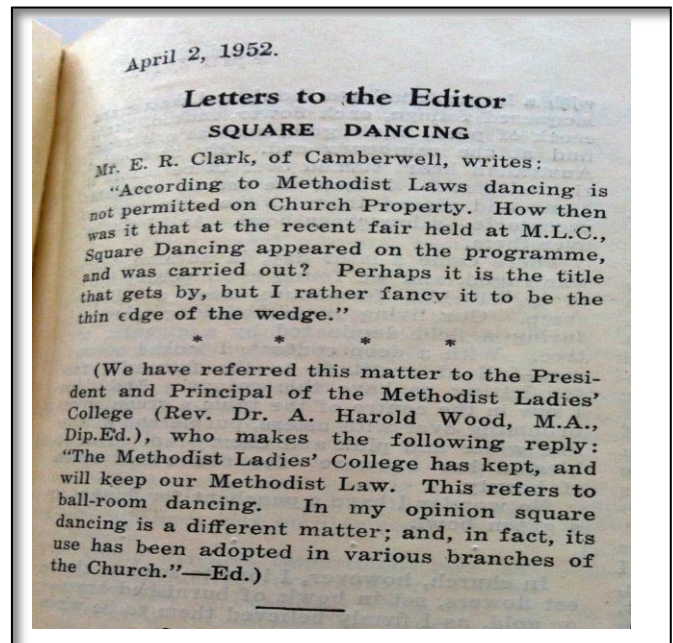 April 2, 1952.
Letters to the Editor
SQUARE DANCING
Mr. E. R. Clark, of Camberwell, writes:
"According to Methodist Laws dancing is
not permitted on Church Property. How then
was it that at the recent fair held at M.L.C.,
Square Dancing appeared on the programme,
and was carried out? Perhaps it is the title
that gets by, but I rather fancy it to be the
thin edge of the wedge."
* * * *
(We have referred this matter to the Presi-
dent and Principal of the Methodist Ladies'
College (Rev. Dr. A. Harold Wood, M.A.,
Dip.Ed.), who makes the following reply:
"The Methodist Ladies' College has kept, and
will keep our Methodist Law. This refers to
ball-room dancing. In my opinion square
dancing is a different matter; and, in fact, its
use has been adopted in various branches of
the Church."—Ed.)